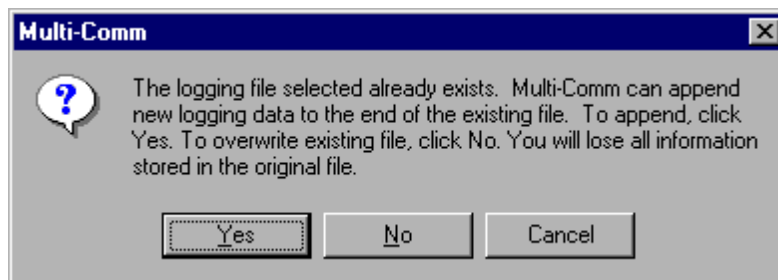 Multi-Comm
The logging file selected already exists.  Multi-Comm can append
new logging data to the end of the existing file.  To append, click
Yes. To overwrite existing file, click No. You will lose all information
stored in the original file.
Yes No Cancel